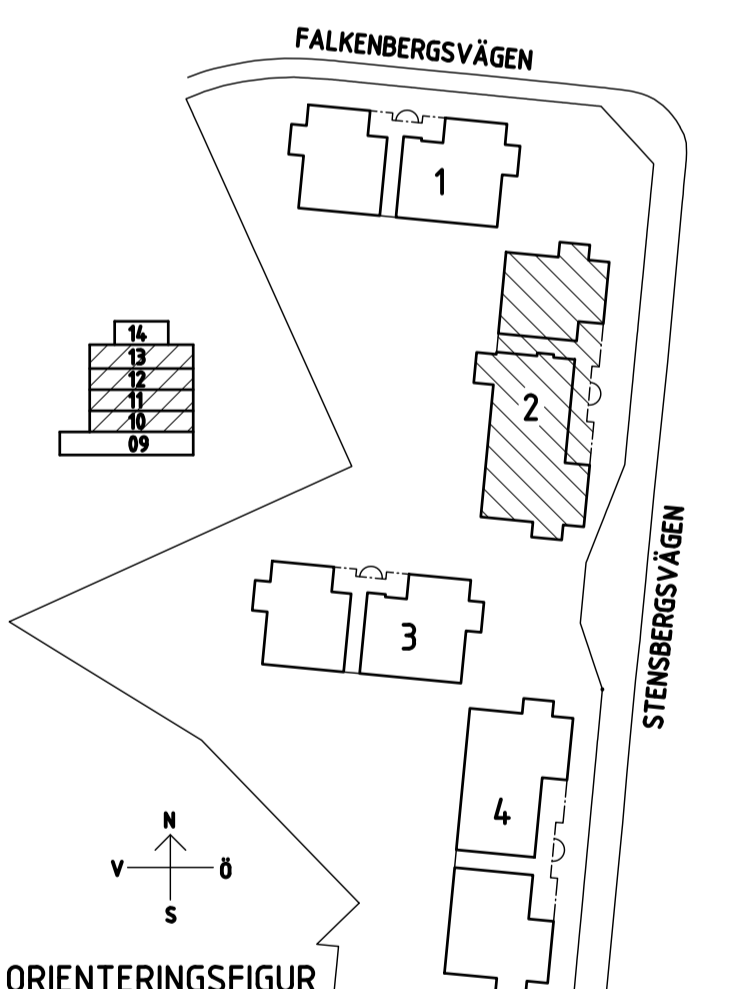 FALKENBERGSVÄGEN
1
14
13
12
11
10
09
2
STENSBERGSVÄGEN
3
4
N
V Ö
S
ORIENTERINGSFIGUR